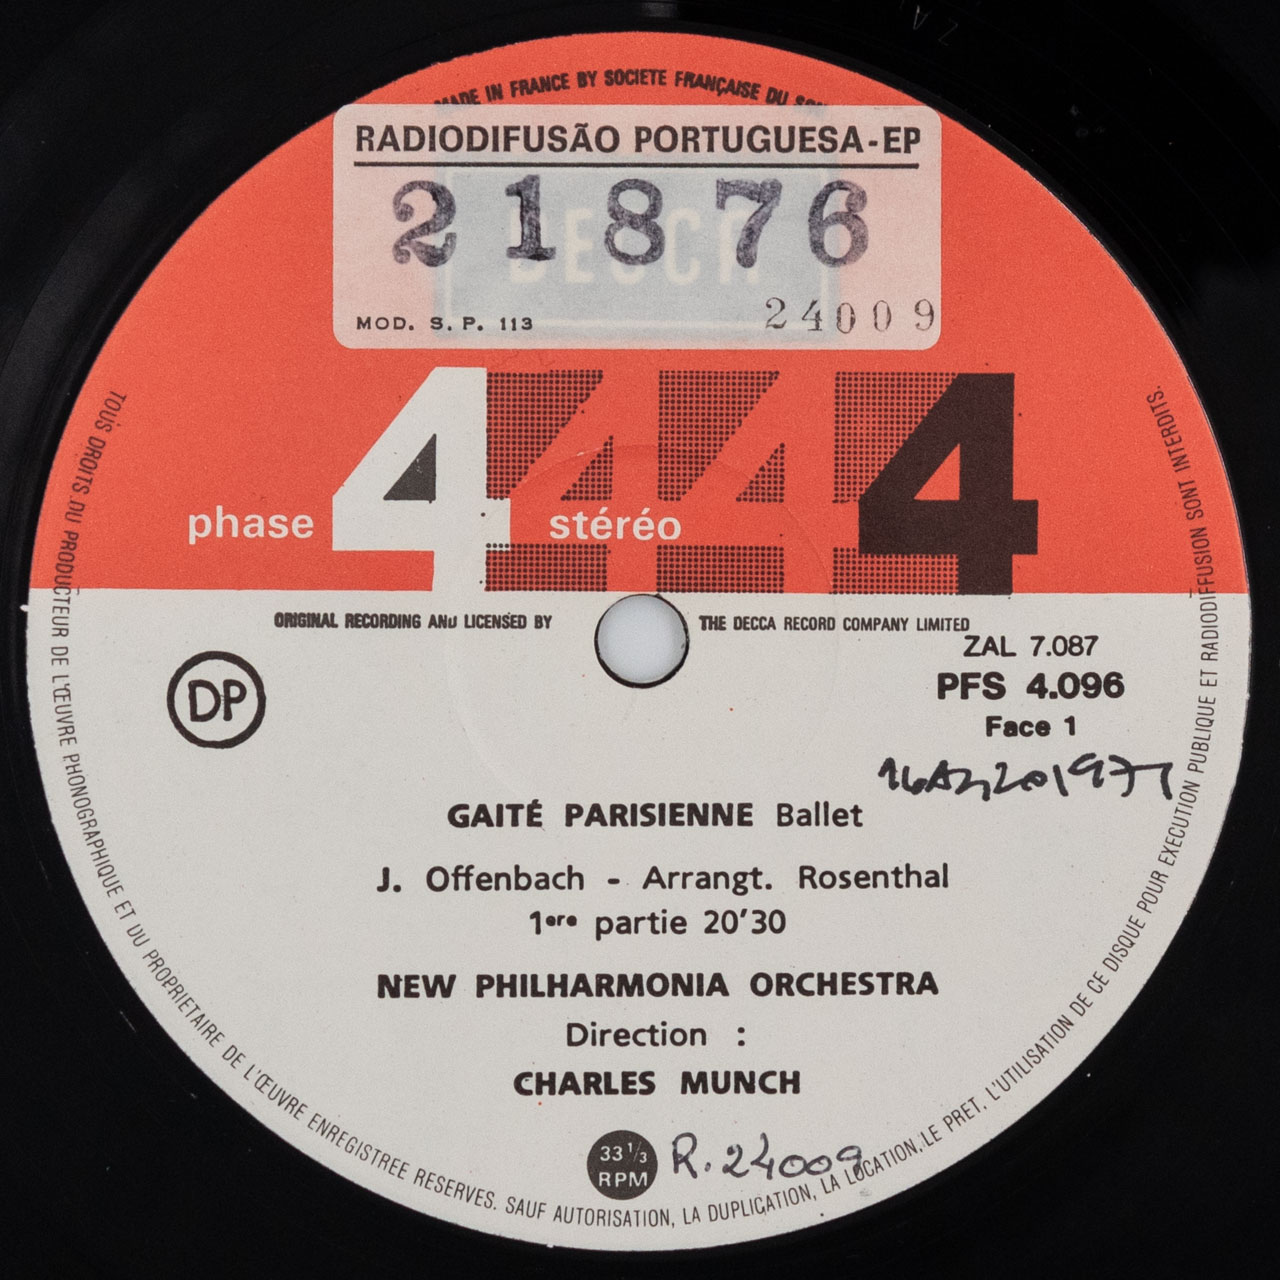 MADE IN FRANCE BY SOCIETE FRANÇAISE DU SON
RADIODIFUSÃO PORTUGUESA-EP
21876
DECCA
MOD. S. P. 113
24009
phase 4 stéréo 4
ORIGINAL RECORDING AND LICENSED BY THE DECCA RECORD COMPANY LIMITED
ZAL 7.087
DP
PFS 4.096
Face 1
1977
GAITÉ PARISIENNE Ballet
J. Offenbach - Arrangt. Rosenthal
1ere partie 20'30
NEW PHILHARMONIA ORCHESTRA
Direction :
CHARLES MUNCH
33 1/3
RPM
R. 24009
TOUS DROITS DU PRODUCTEUR DE L'ŒUVRE PHONOGRAPHIQUE ET DU PROPRIETAIRE DE L'ŒUVRE ENREGISTREE RESERVES. SAUF AUTORISATION, LA DUPLICATION, LA LOCATION, LE PRET, L'UTILISATION DE CE DISQUE POUR EXECUTION PUBLIQUE ET RADIODIFFUSION SONT INTERDITS.